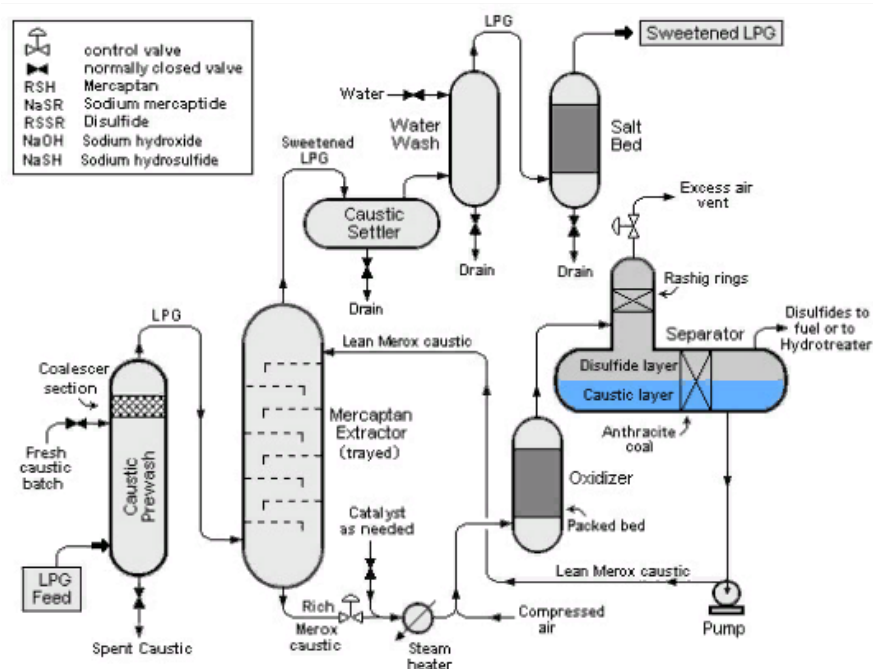 control valve
normally closed valve
RSH Mercaptan
NaSR Sodium mercaptide
RSSR Disulfide
NaOH Sodium hydroxide
NaSH Sodium hydrosulfide
LPG
Sweetened LPG
Water
Water
Wash
Salt
Bed
Sweetened
LPG
Caustic
Settler
Drain
Drain
Drain
Excess air
vent
Rashig rings
Separator
Disulfides to
fuel or to
Hydrotreater
Disulfide layer
Caustic layer
Anthracite
coal
LPG
Coalescer
section
Fresh
caustic
batch
Caustic
Prewash
LPG
Feed
Spent Caustic
Lean Merox caustic
Mercaptan
Extractor
(trayed)
Catalyst
as needed
Oxidizer
Packed bed
Lean Merox caustic
Rich
Merox
caustic
Steam
heater
Compressed
air
Pump